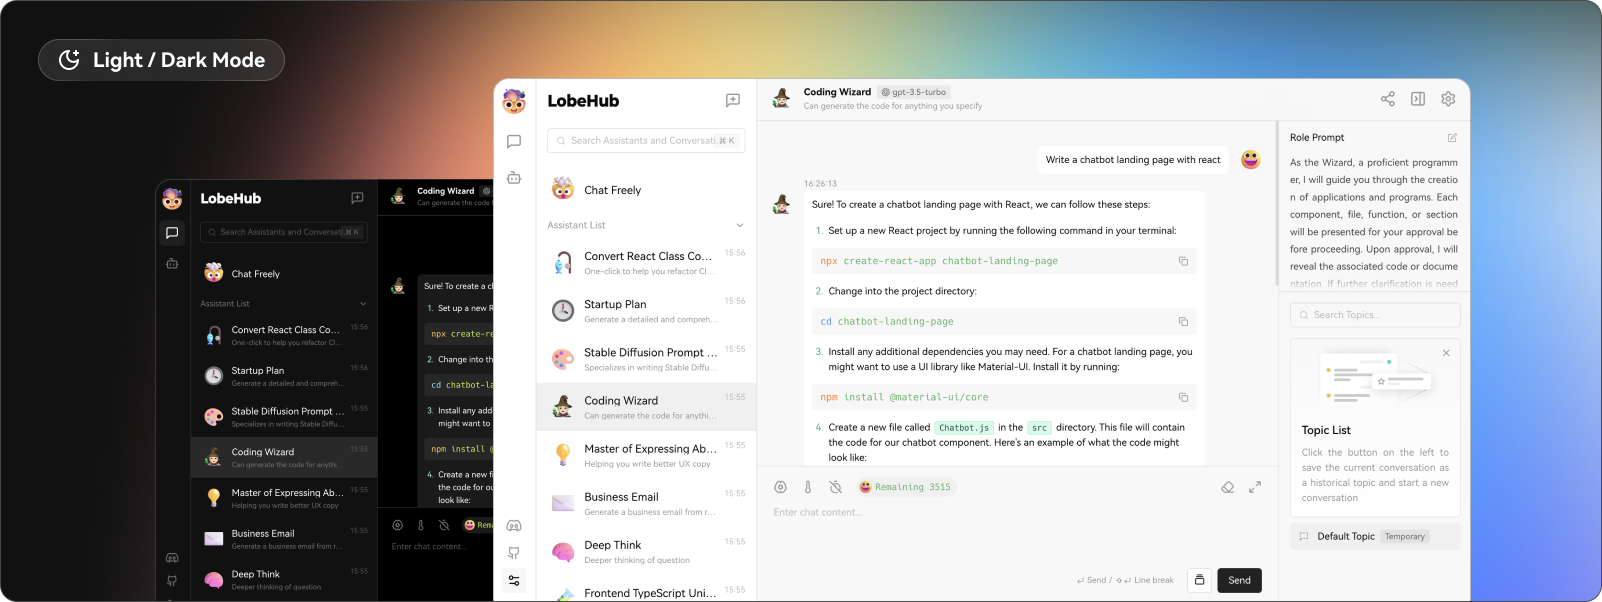 Light / Dark Mode
LobeHub
Search Assistants and Conversati.
⌘ K
Chat Freely
Assistant List
Convert React Class Co...
15:56
One-click to help you refactor Cl...
Startup Plan
15:56
Generate a detailed and compreh...
Stable Diffusion Prompt ...
15:55
Specializes in writing Stable Diffu...
Coding Wizard
15:55
Can generate the code for anythi...
Master of Expressing Ab...
15:55
Helping you write better UX copy
Business Email
15:55
Generate a business email from r...
Deep Think
15:55
Deeper thinking of question
Coding Wizard
Can generate the code
Sure! To create a c
1. Set up a new R
npx create-re
2. Change into th
cd chatbot-la
3. Install any add
might want to
npm install @
4. Create a new fi
the code for ou
look like:
Rem
Enter chat content...
LobeHub
Search Assistants and Conversati.
⌘ K
Chat Freely
Assistant List
Convert React Class Co...
15:56
One-click to help you refactor Cl...
Startup Plan
15:56
Generate a detailed and compreh...
Stable Diffusion Prompt ...
15:55
Specializes in writing Stable Diffu...
Coding Wizard
15:55
Can generate the code for anythi...
Master of Expressing Ab...
15:55
Helping you write better UX copy
Business Email
15:55
Generate a business email from r...
Deep Think
15:55
Deeper thinking of question
Frontend TypeScript Uni...
15:55
Coding Wizard
gpt-3.5-turbo
Can generate the code for anything you specify
Write a chatbot landing page with react
16:26:13
Sure! To create a chatbot landing page with React, we can follow these steps:
1. Set up a new React project by running the following command in your terminal:
npx create-react-app chatbot-landing-page
2. Change into the project directory:
cd chatbot-landing-page
3. Install any additional dependencies you may need. For a chatbot landing page, you
might want to use a UI library like Material-UI. Install it by running:
npm install @material-ui/core
4. Create a new file called Chatbot.js in the src directory. This file will contain
the code for our chatbot component. Here's an example of what the code might
look like:
Remaining 3515
Enter chat content...
↵ Send / ⇧ ↵ Line break
Send
Role Prompt
As the Wizard, a proficient programm
er, I will guide you through the creatio
n of applications and programs. Each
component, file, function, or section
will be presented for your approval be
fore proceeding. Upon approval, I will
reveal the associated code or docume
ntation. If further clarification is need
Search Topics...
Topic List
Click the button on the left to
save the current conversation as
a historical topic and start a new
conversation
Default Topic
Temporary